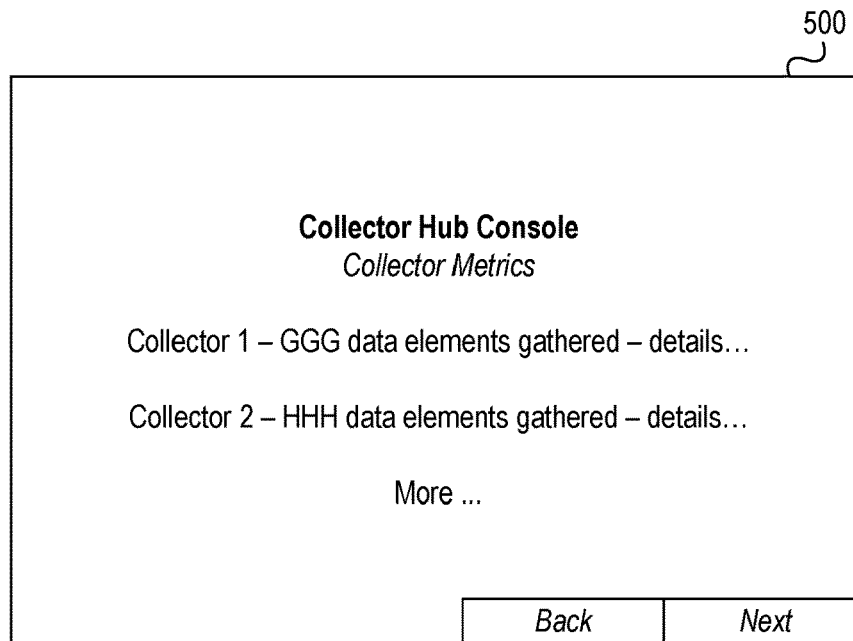 500
Collector Hub Console
Collector Metrics
Collector 1 – GGG data elements gathered – details…
Collector 2 – HHH data elements gathered – details…
More ...
Back Next